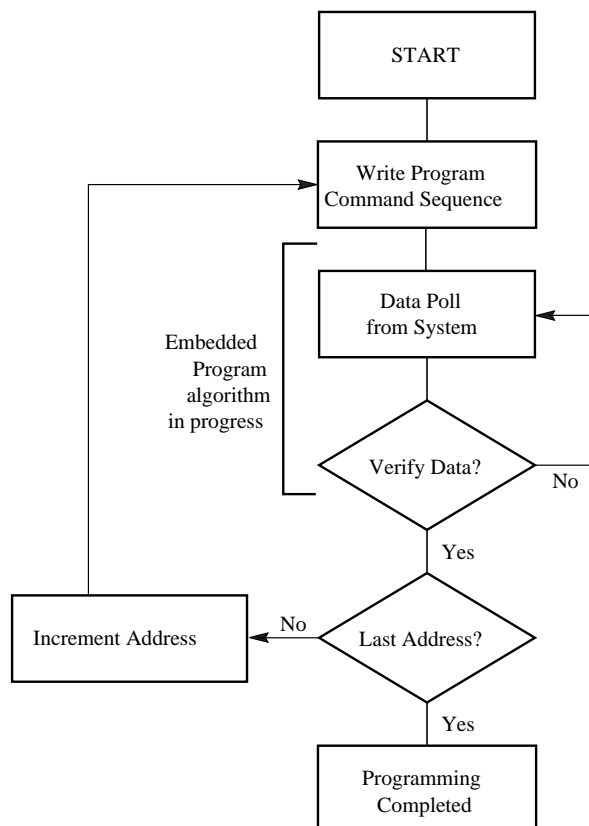 START
Write Program
Command Sequence
Data Poll
from System
Embedded
Program
algorithm
in progress
Verify Data?
No
Yes
Increment Address
No
Last Address?
Yes
Programming
Completed